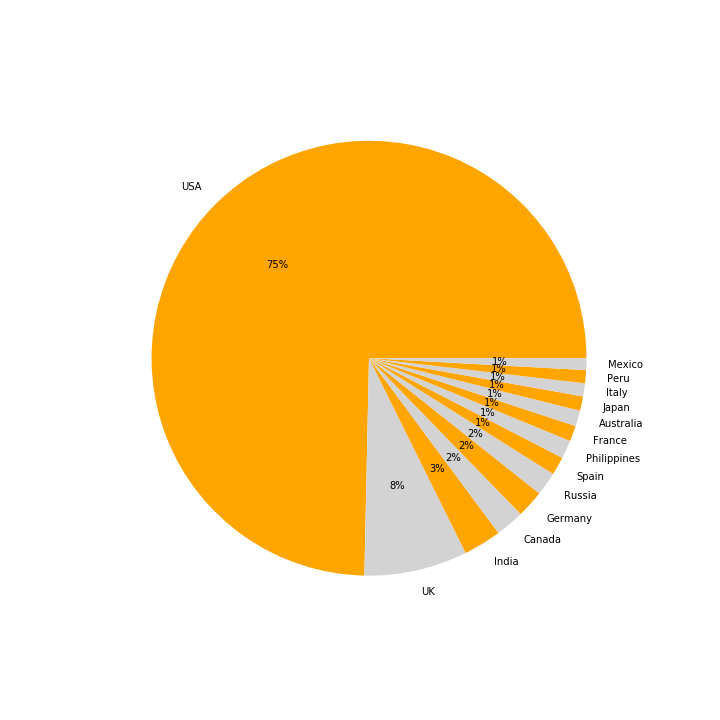 USA
75%
1%
Mexico
1%
Peru
1%
Italy
1%
Japan
1%
Australia
1%
France
1%
Philippines
1%
Spain
2%
Russia
2%
Germany
2%
Canada
3%
India
8%
UK